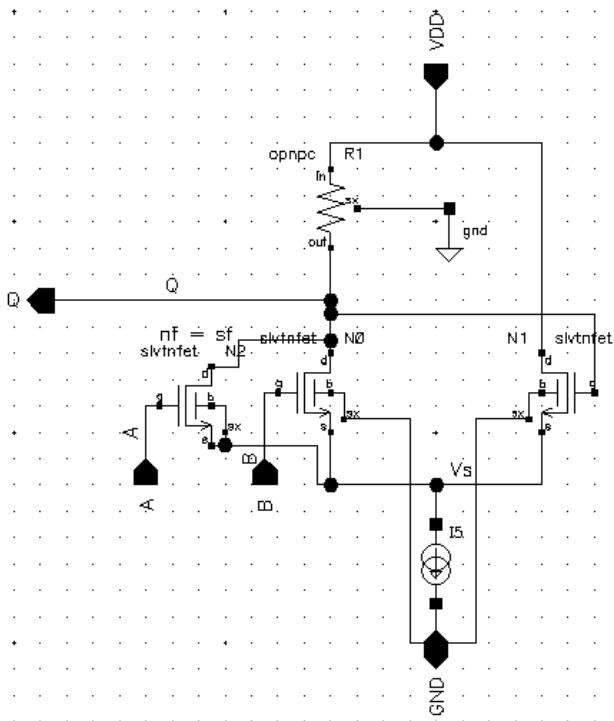 VDD
opnpc R1
in
sx
gnd
out
Q
Q
nf = sf
slvtnfet N2
slvtnfet N0
N1 slvtnfet
d
d
d
g
b
g
b
b
g
sx
sx
sx
s
s
s
A
B
A
B
Vs
I5
GND